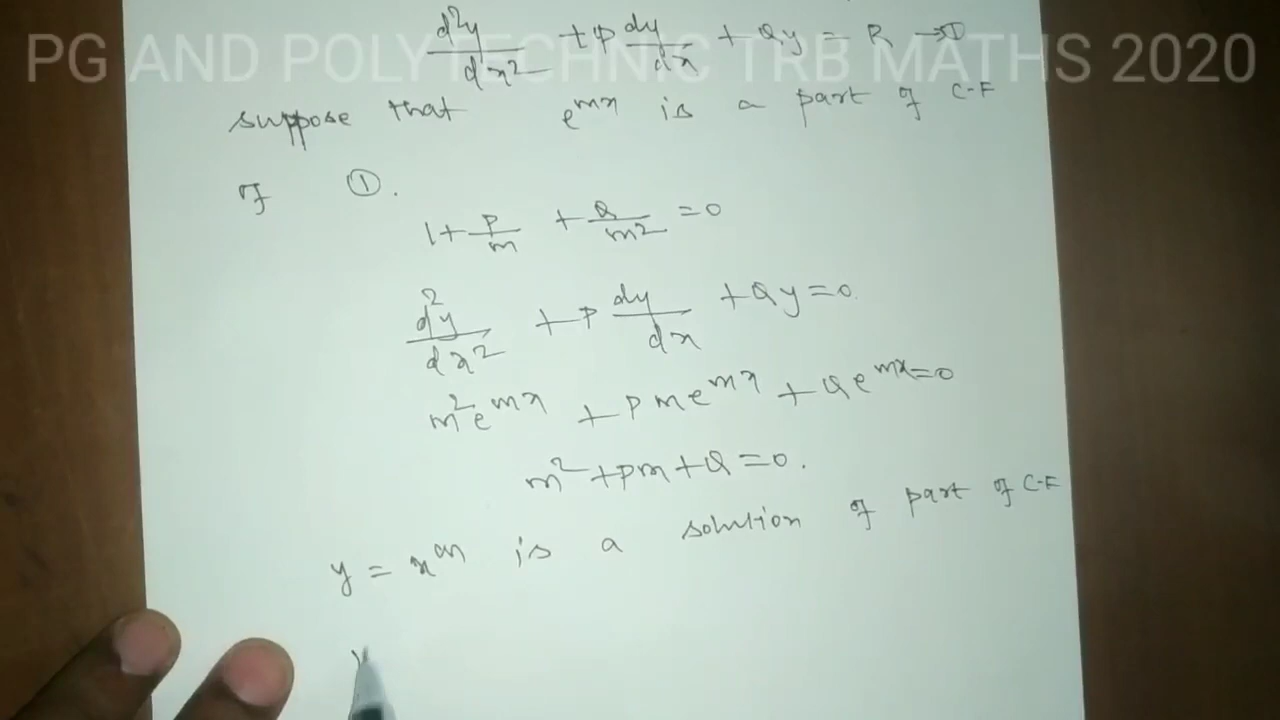 d²y/dx² + P dy/dx + Qy = R → ①
PG AND POLYTECHNIC TRB MATHS 2020
suppose that e^mx is a part of C-F
of ①.
1 + P/m + Q/m² = 0
d²y/dx² + P dy/dx + Qy = 0.
m²e^mx + Pme^mx + Qe^mx = 0
m² + Pm + Q = 0.
y = x^m is a solution of part of C-F